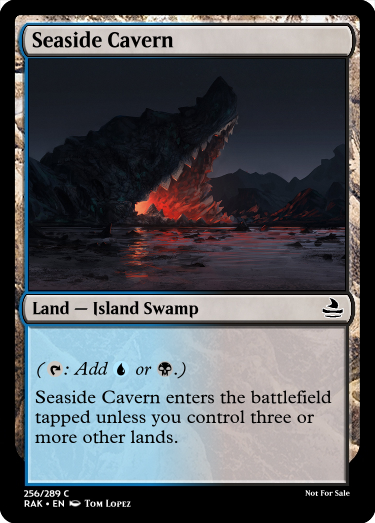 Seaside Cavern
Land — Island Swamp
( : Add or .)
Seaside Cavern enters the battlefield
tapped unless you control three or
more other lands.
256/289 C
Not For Sale
RAK • EN Tom Lopez